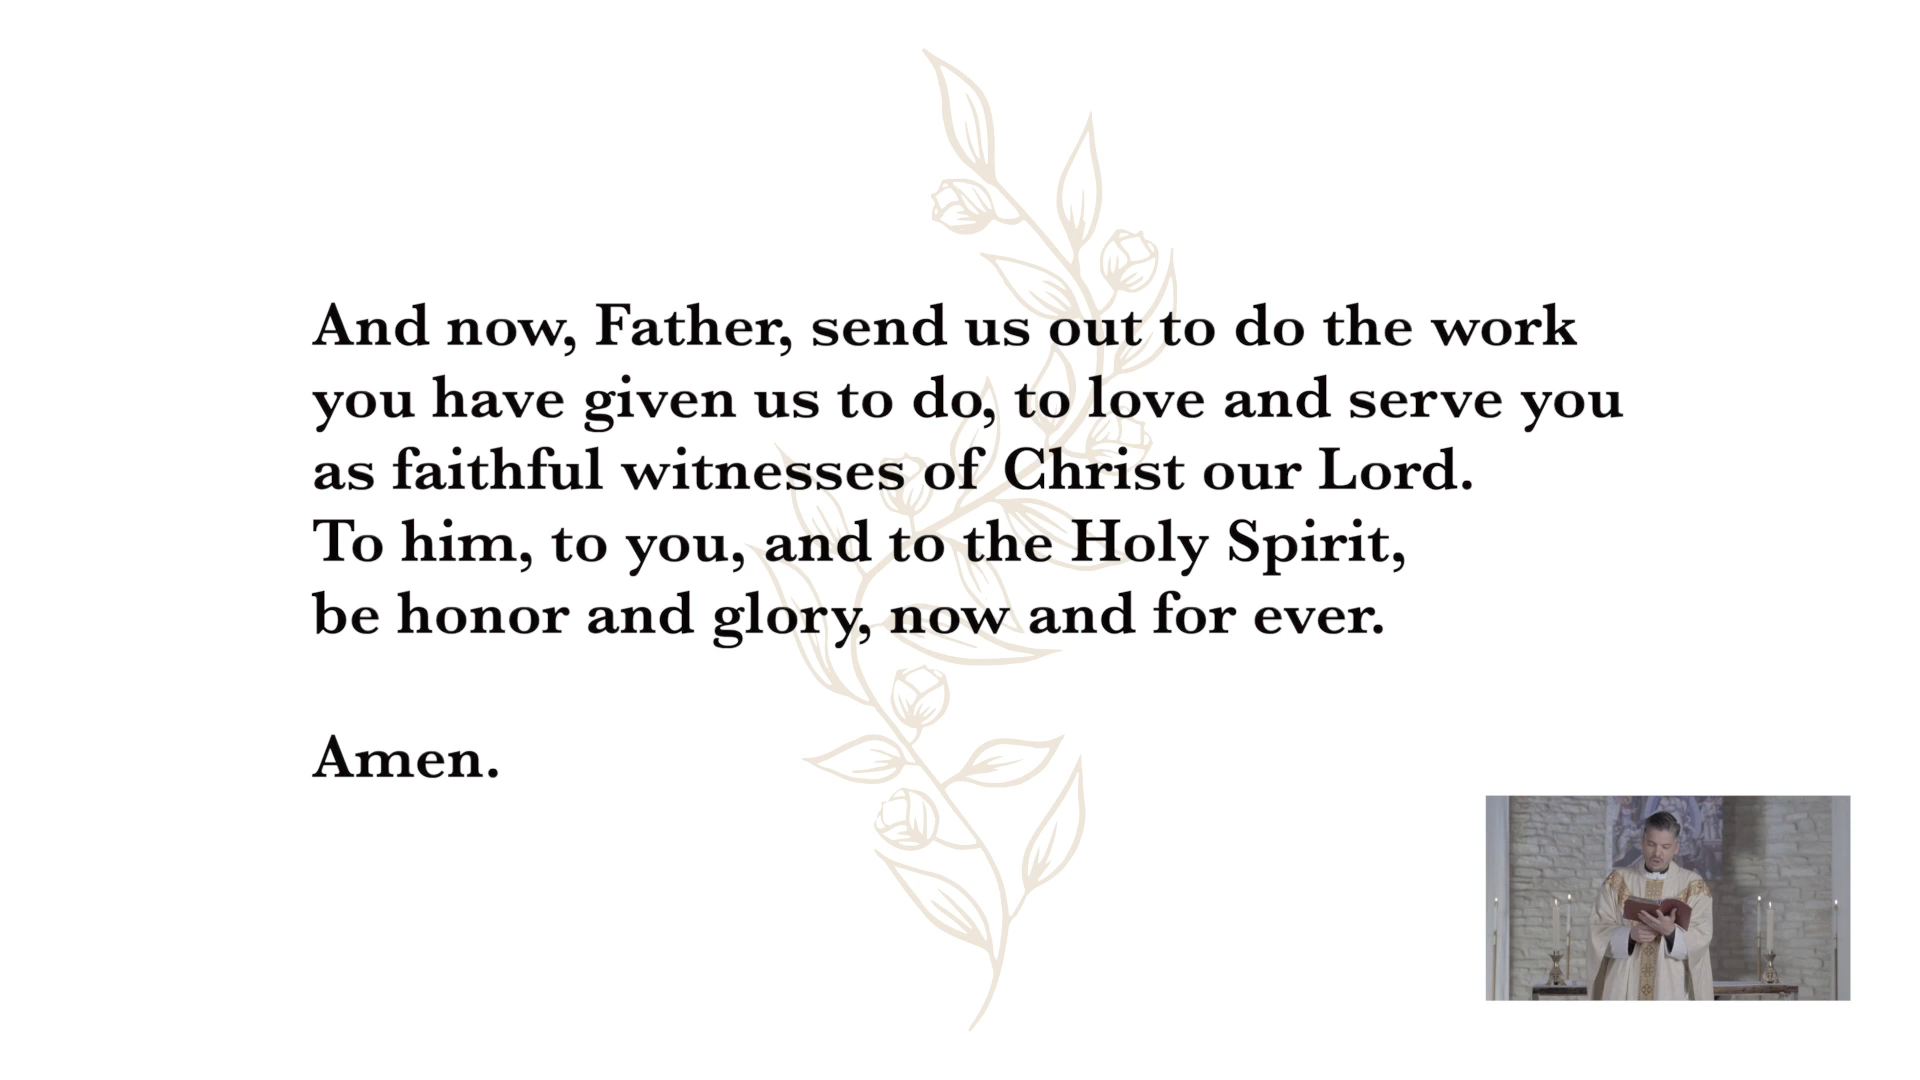 And now, Father, send us out to do the work
you have given us to do, to love and serve you
as faithful witnesses of Christ our Lord.
To him, to you, and to the Holy Spirit,
be honor and glory, now and for ever.
Amen.